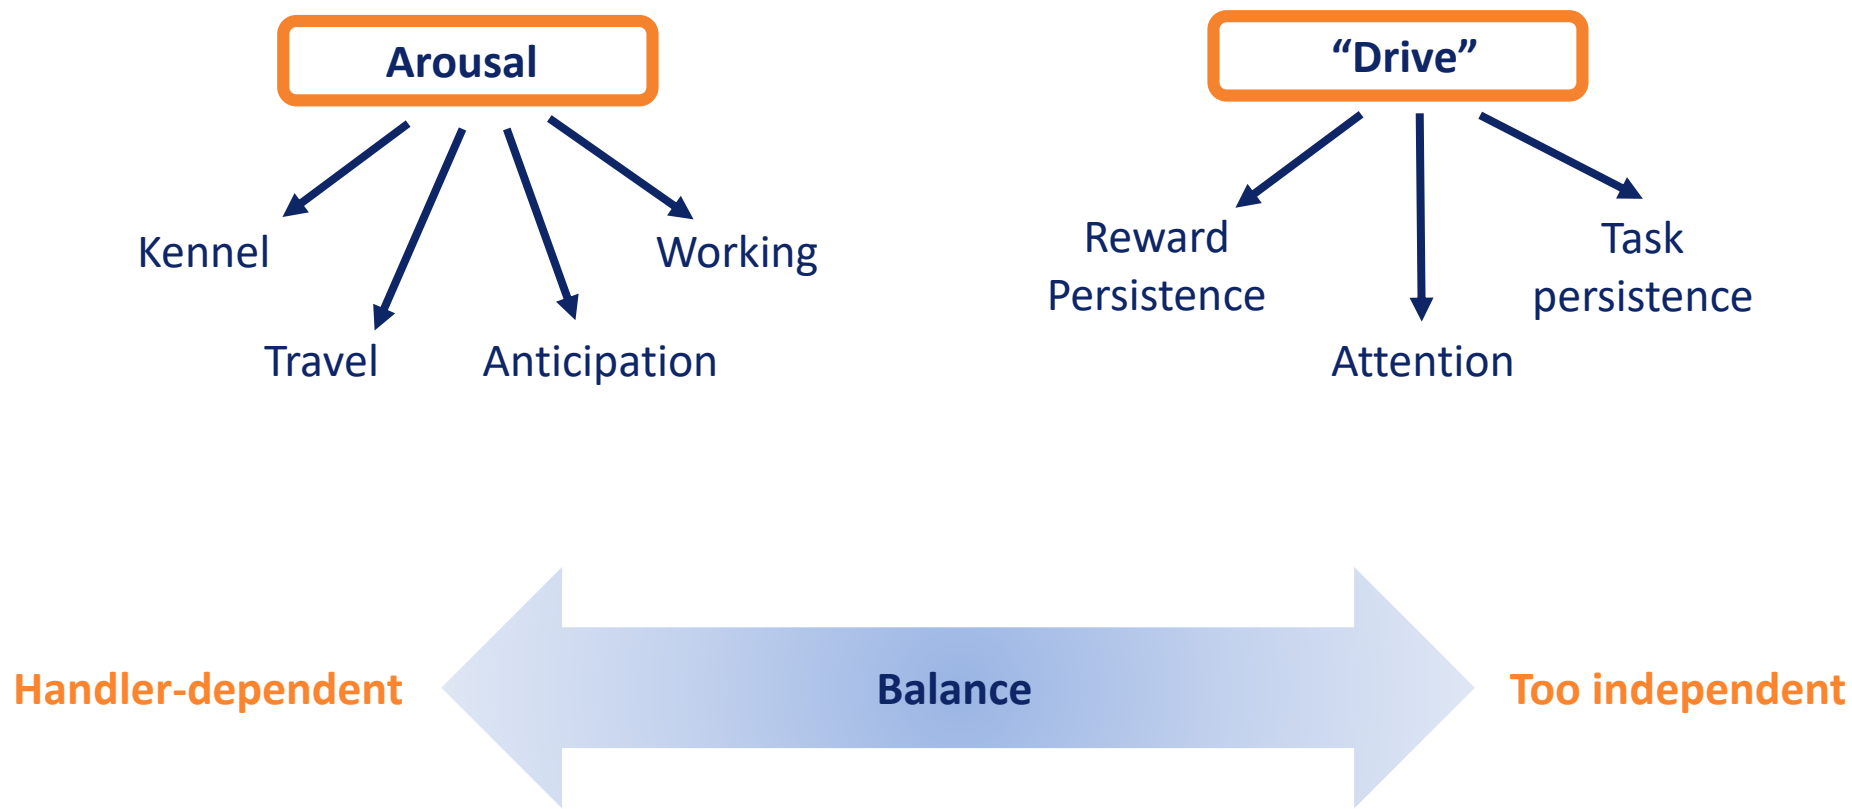 Arousal
“Drive”
Kennel
Working
Travel
Anticipation
Reward
Persistence
Task
persistence
Attention
Handler-dependent
Balance
Too independent